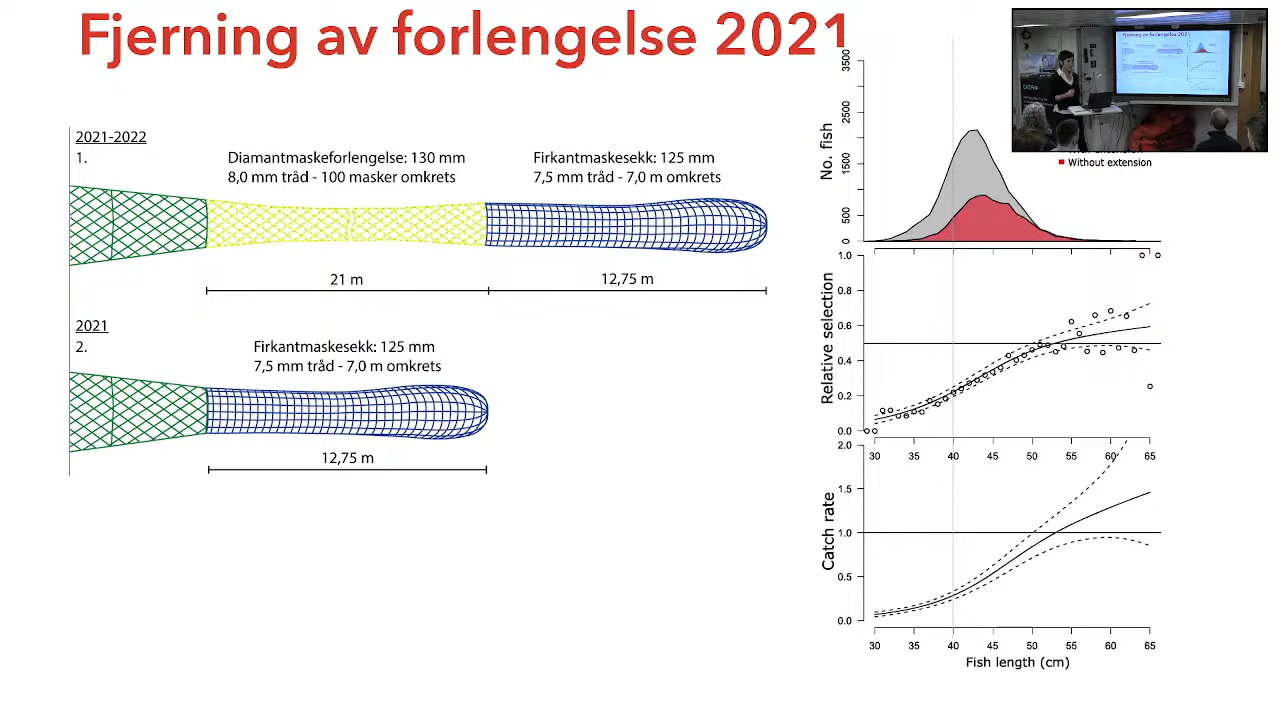 Fjerning av forlengelse 2021
2021-2022
1.
Diamantmaskeforlengelse: 130 mm
8,0 mm tråd - 100 masker omkrets
Firkantmaskesekk: 125 mm
7,5 mm tråd - 7,0 m omkrets
21 m
12,75 m
2021
2.
Firkantmaskesekk: 125 mm
7,5 mm tråd - 7,0 m omkrets
12,75 m
No. fish
3500
2500
1500
500
0
Without extension
Relative selection
1.0
0.8
0.6
0.4
0.2
0.0
30 35 40 45 50 55 60 65
Catch rate
2.0
1.5
1.0
0.5
0.0
30 35 40 45 50 55 60 65
Fish length (cm)
Fjerning av forlengelse 2021